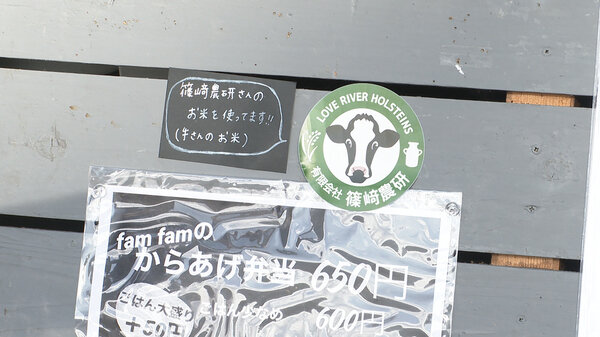 篠崎農研さんの
お米を使ってます!!
(牛さんのお米)
LOVE RIVER HOLSTEINS
有限会社 篠崎農研
fam famの
からあげ弁当 650円
ごはん大盛り ごはん少なめ
+50円 600円